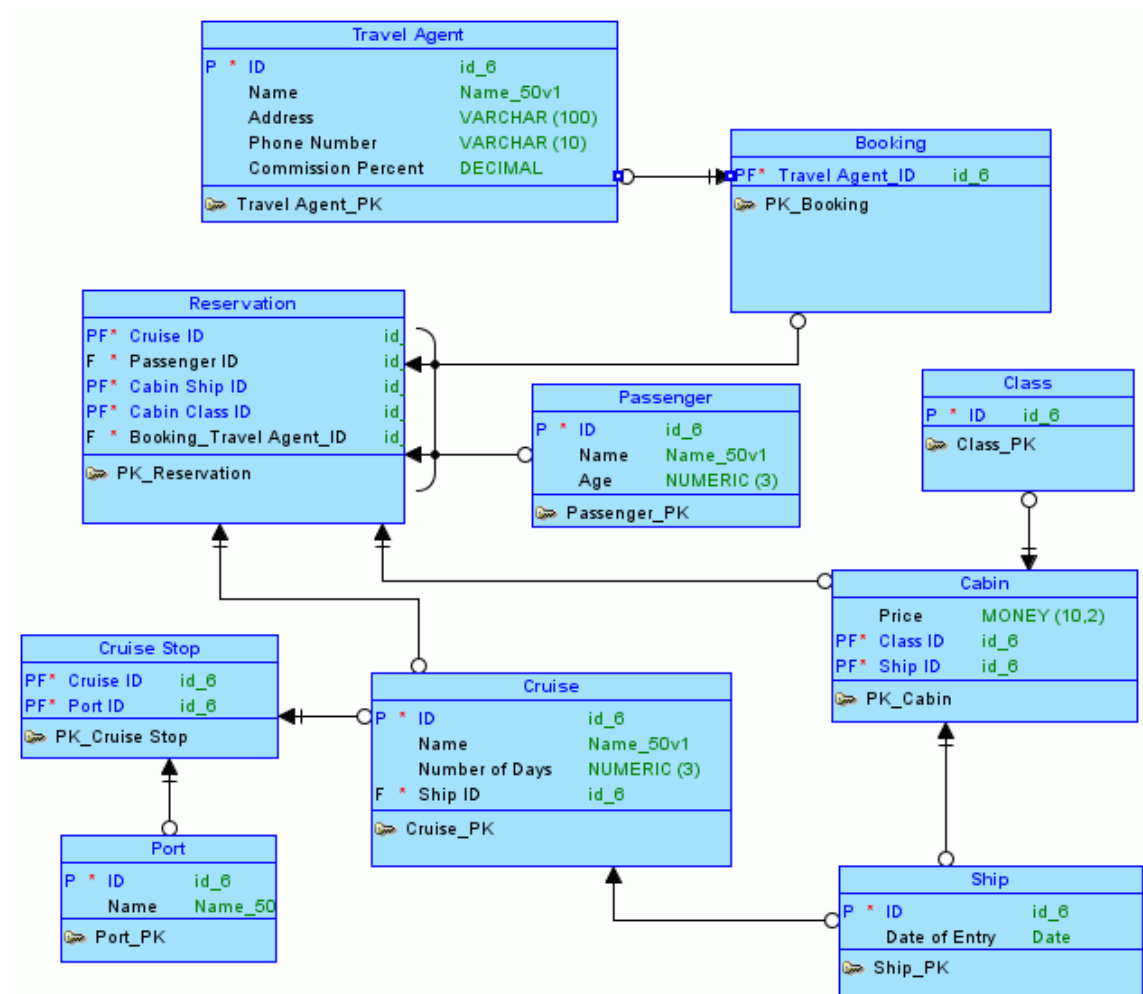 Travel Agent
P * ID id_6
Name Name_50v1
Address VARCHAR (100)
Phone Number VARCHAR (10)
Commission Percent DECIMAL
Travel Agent_PK
Booking
PF* Travel Agent_ID id_6
PK_Booking
Reservation
PF* Cruise ID id_
F * Passenger ID id_
PF* Cabin Ship ID id_
PF* Cabin Class ID id_
F * Booking_Travel Agent_ID id_
PK_Reservation
Passenger
P * ID id_6
Name Name_50v1
Age NUMERIC (3)
Passenger_PK
Class
P * ID id_6
Class_PK
Cabin
Price MONEY (10,2)
PF* Class ID id_6
PF* Ship ID id_6
PK_Cabin
Cruise Stop
PF* Cruise ID id_6
PF* Port ID id_6
PK_Cruise Stop
Cruise
P * ID id_6
Name Name_50v1
Number of Days NUMERIC (3)
F * Ship ID id_6
Cruise_PK
Port
P * ID id_6
Name Name_50
Port_PK
Ship
P * ID id_6
Date of Entry Date
Ship_PK